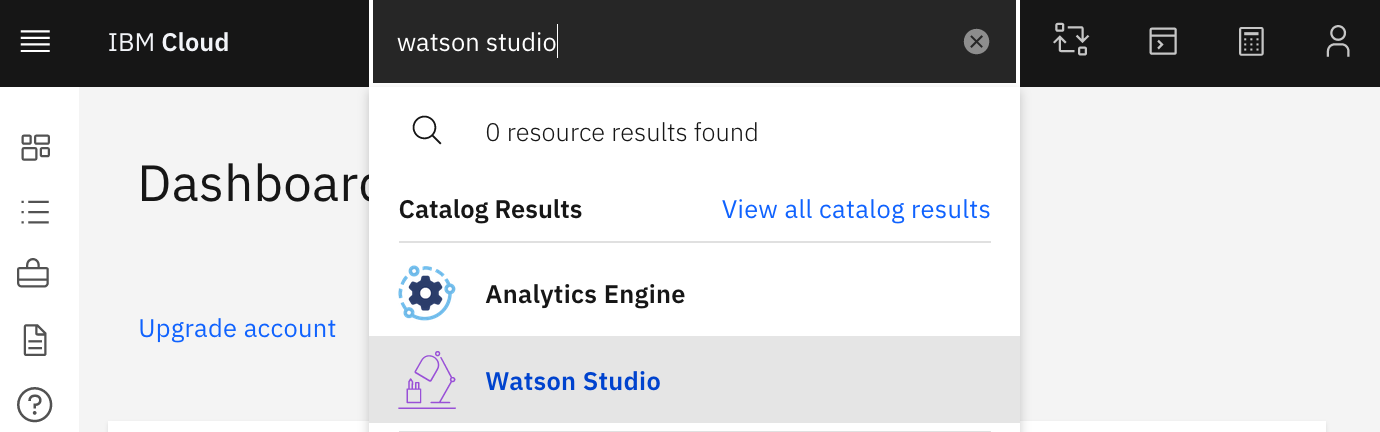 IBM Cloud
watson studio
0 resource results found
Dashboard
Catalog Results View all catalog results
Analytics Engine
Upgrade account
Watson Studio